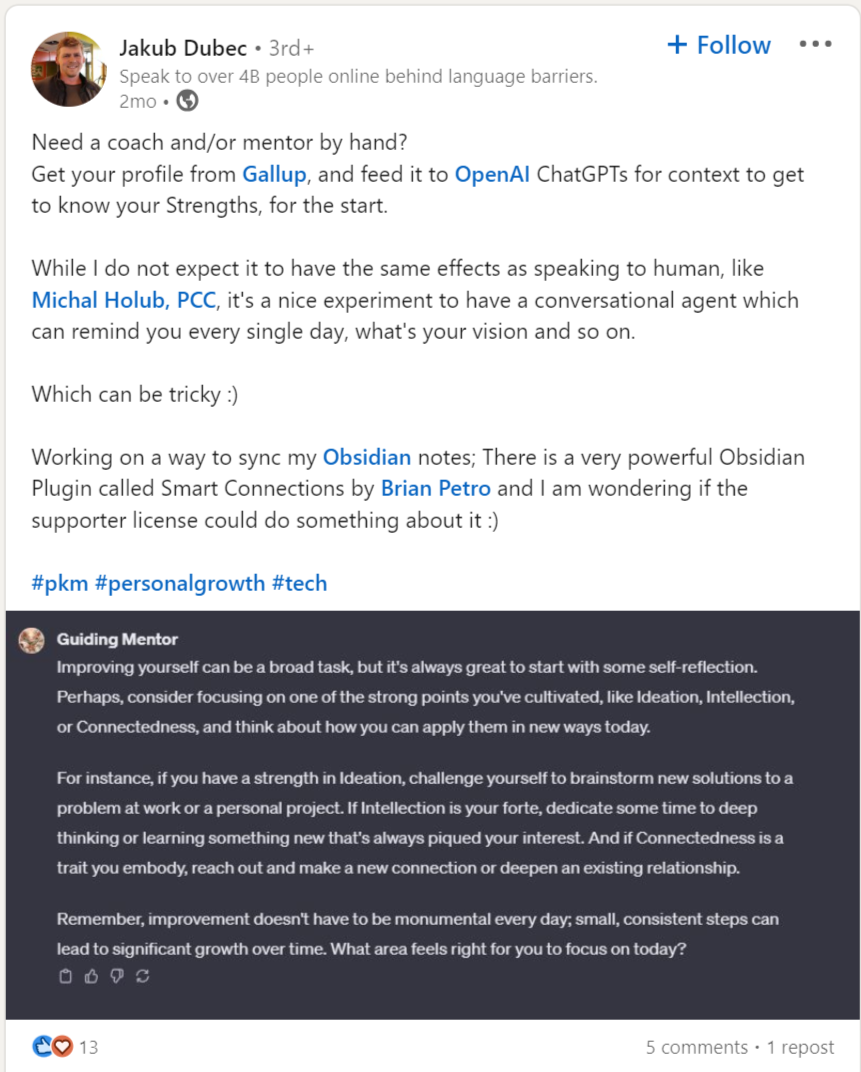 Jakub Dubec • 3rd+
+ Follow
Speak to over 4B people online behind language barriers.
2mo •
Need a coach and/or mentor by hand?
Get your profile from Gallup, and feed it to OpenAI ChatGPTs for context to get
to know your Strengths, for the start.
While I do not expect it to have the same effects as speaking to human, like
Michal Holub, PCC, it's a nice experiment to have a conversational agent which
can remind you every single day, what's your vision and so on.
Which can be tricky :)
Working on a way to sync my Obsidian notes; There is a very powerful Obsidian
Plugin called Smart Connections by Brian Petro and I am wondering if the
supporter license could do something about it :)
#pkm #personalgrowth #tech
Guiding Mentor
Improving yourself can be a broad task, but it's always great to start with some self-reflection.
Perhaps, consider focusing on one of the strong points you've cultivated, like Ideation, Intellection,
or Connectedness, and think about how you can apply them in new ways today.
For instance, if you have a strength in Ideation, challenge yourself to brainstorm new solutions to a
problem at work or a personal project. If Intellection is your forte, dedicate some time to deep
thinking or learning something new that's always piqued your interest. And if Connectedness is a
trait you embody, reach out and make a new connection or deepen an existing relationship.
Remember, improvement doesn't have to be monumental every day; small, consistent steps can
lead to significant growth over time. What area feels right for you to focus on today?
13
5 comments • 1 repost